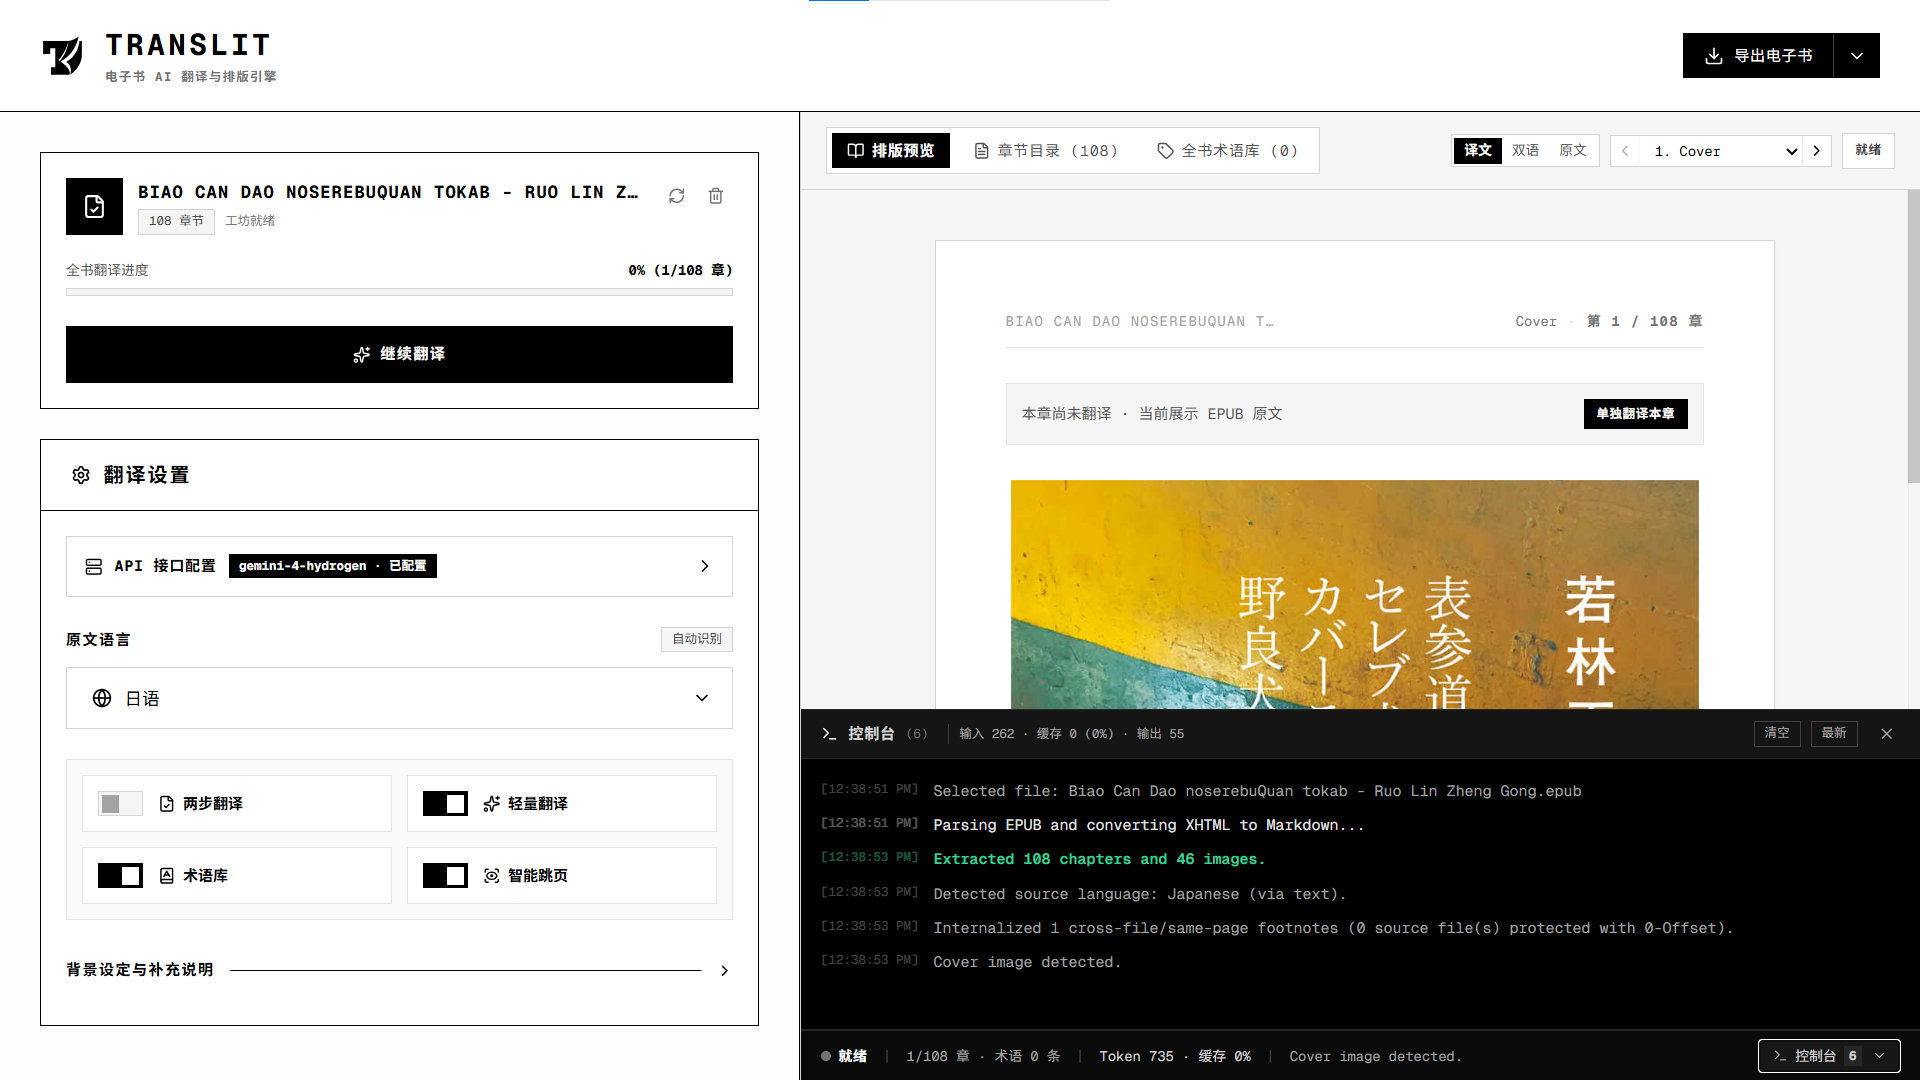 TRANSLIT
电子书 AI 翻译与排版引擎
导出电子书
BIAO CAN DAO NOSEREBUQUAN TOKAB - RUO LIN Z…
108 章节
工坊就绪
全书翻译进度
0% (1/108 章)
继续翻译
翻译设置
API 接口配置
gemini-4-hydrogen · 已配置
原文语言
自动识别
日语
两步翻译
轻量翻译
术语库
智能跳页
背景设定与补充说明
排版预览
章节目录 (108)
全书术语库 (0)
译文
双语
原文
1. Cover
就绪
BIAO CAN DAO NOSEREBUQUAN T…
Cover · 第 1 / 108 章
本章尚未翻译 · 当前展示 EPUB 原文
单独翻译本章
若林
表参道
セレブ
カバー
野良犬
控制台 (6)
输入 262 · 缓存 0 (0%) · 输出 55
清空
最新
[12:38:51 PM] Selected file: Biao Can Dao noserebuQuan tokab - Ruo Lin Zheng Gong.epub
[12:38:51 PM] Parsing EPUB and converting XHTML to Markdown...
[12:38:53 PM] Extracted 108 chapters and 46 images.
[12:38:53 PM] Detected source language: Japanese (via text).
[12:38:53 PM] Internalized 1 cross-file/same-page footnotes (0 source file(s) protected with 0-Offset).
[12:38:53 PM] Cover image detected.
就绪
1/108 章 · 术语 0 条
Token 735 · 缓存 0%
Cover image detected.
控制台 6